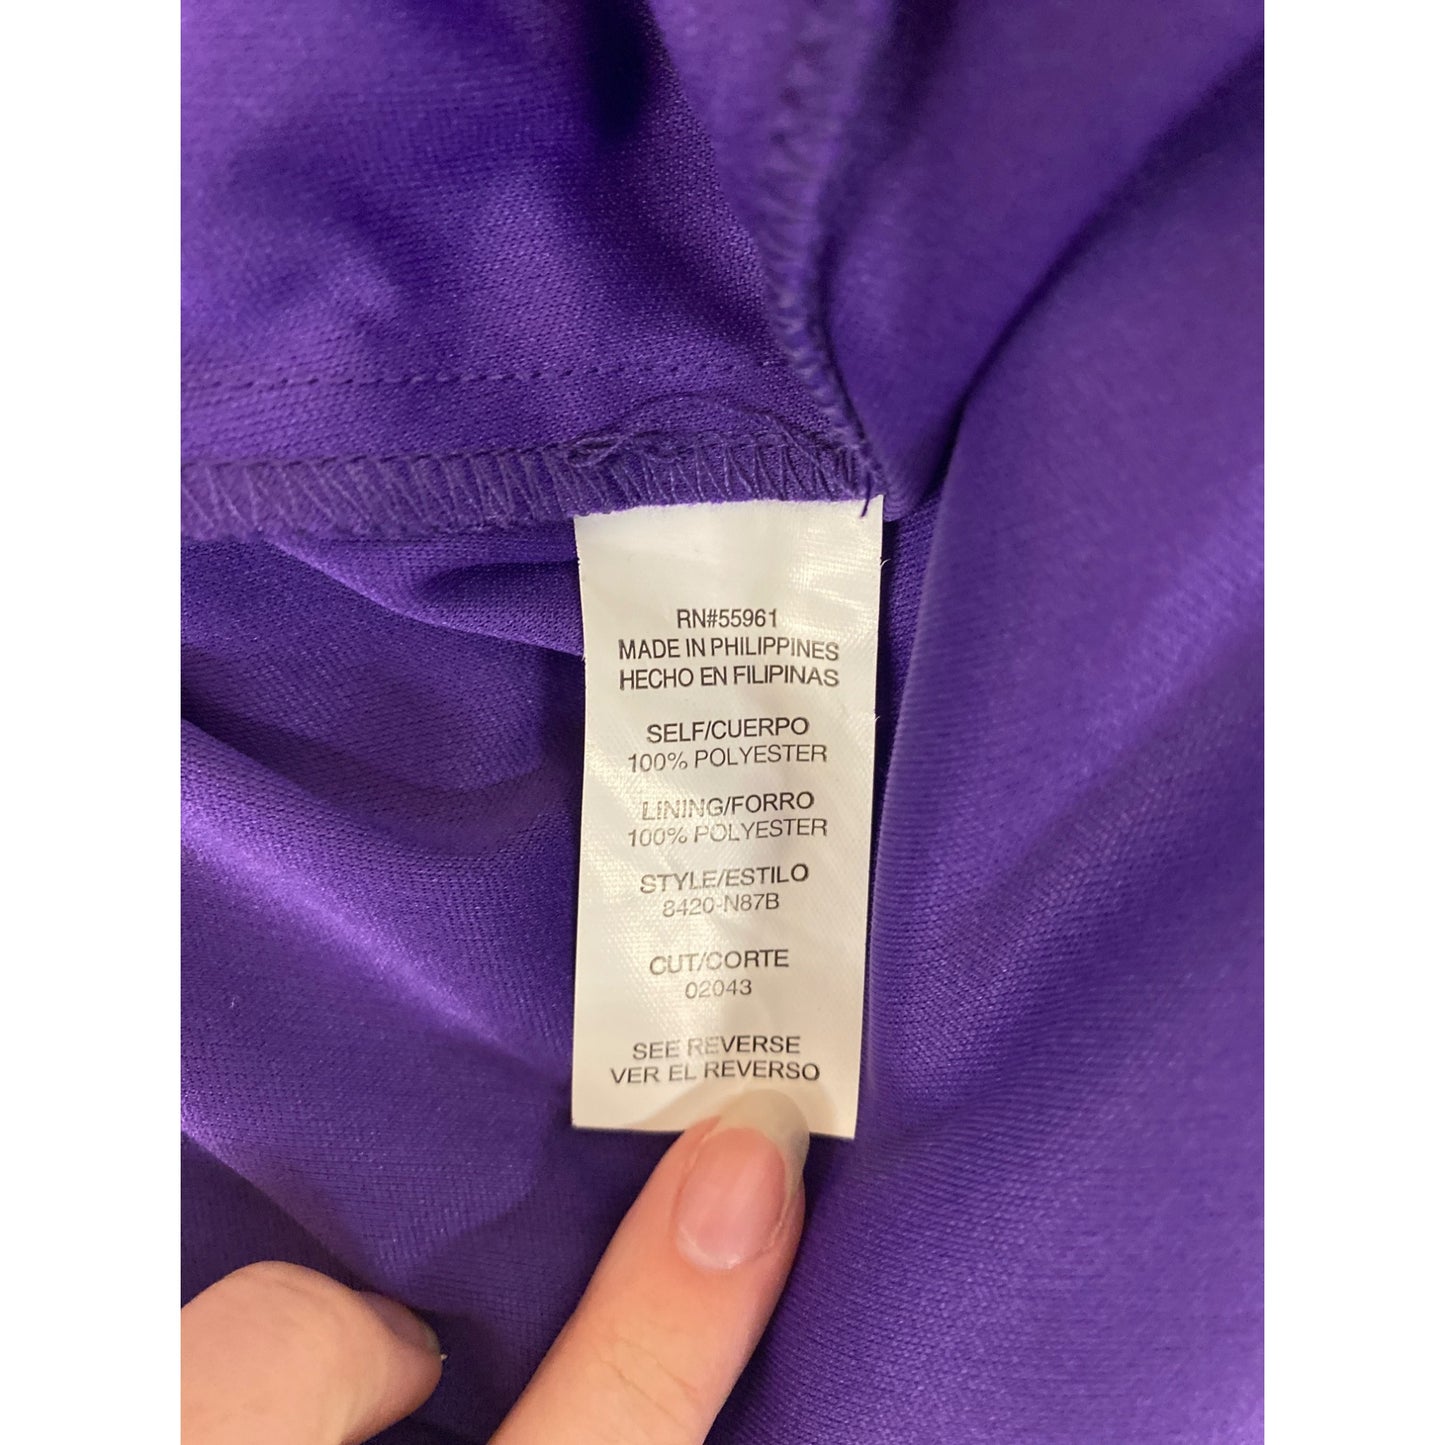 RN#55961
MADE IN PHILIPPINES
HECHO EN FILIPINAS
SELF/CUERPO
100% POLYESTER
LINING/FORRO
100% POLYESTER
STYLE/ESTILO
8420-N87B
CUT/CORTE
02043
SEE REVERSE
VER EL REVERSO